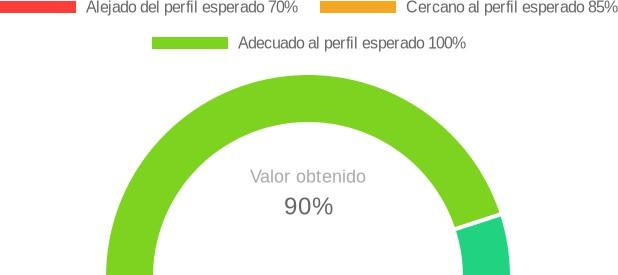 Alejado del perfil esperado 70% Cercano al perfil esperado 85%
Adecuado al perfil esperado 100%
Valor obtenido
90%